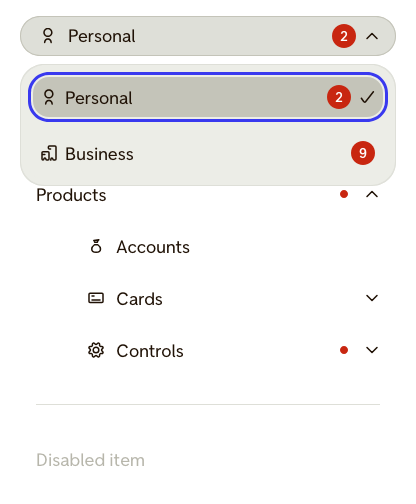 Personal 2
Personal 2
Business 9
Products
Accounts
Cards
Controls
Disabled item